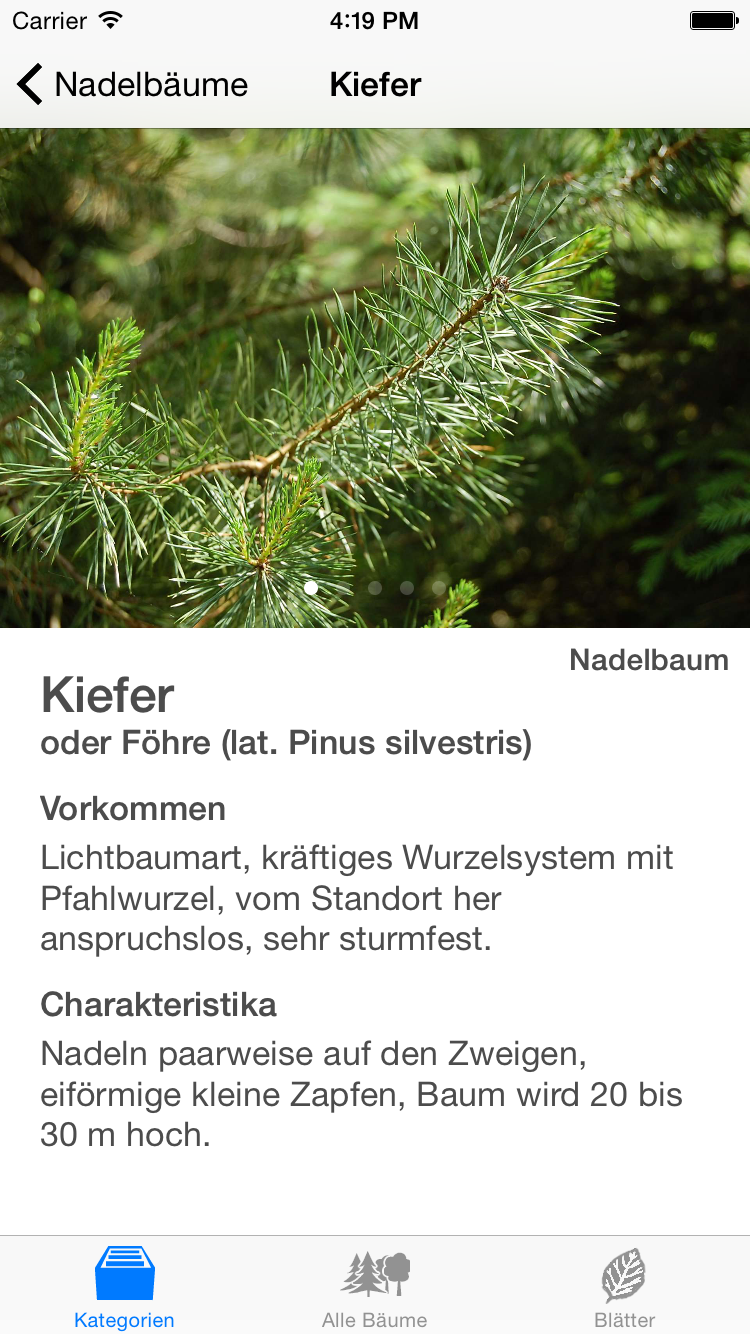 Carrier 4:19 PM
Nadelbäume Kiefer
Nadelbaum
Kiefer
oder Föhre (lat. Pinus silvestris)
Vorkommen
Lichtbaumart, kräftiges Wurzelsystem mit
Pfahlwurzel, vom Standort her
anspruchslos, sehr sturmfest.
Charakteristika
Nadeln paarweise auf den Zweigen,
eiförmige kleine Zapfen, Baum wird 20 bis
30 m hoch.
Kategorien Alle Bäume Blätter